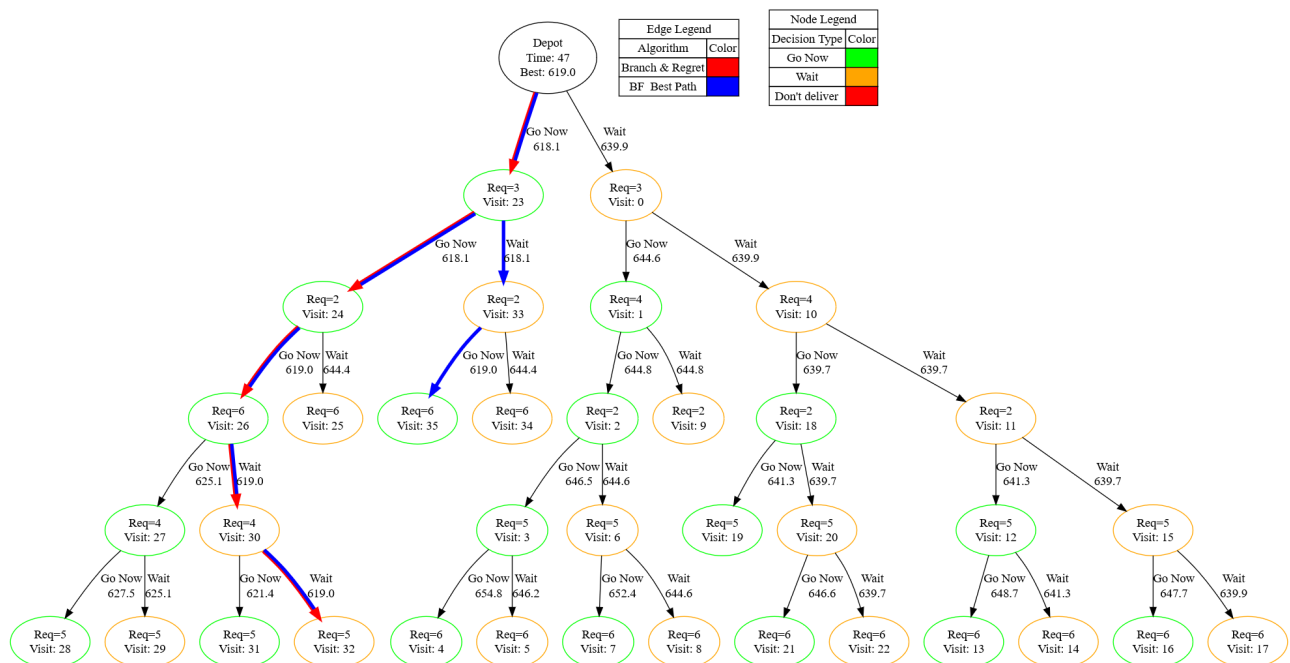 Depot
Time: 47
Best: 619.0
Edge Legend
Algorithm Color
Branch & Regret
BF Best Path
Node Legend
Decision Type Color
Go Now
Wait
Don't deliver
Go Now
618.1
Wait
639.9
Req=3
Visit: 23
Req=3
Visit: 0
Go Now
618.1
Wait
618.1
Go Now
644.6
Wait
639.9
Req=2
Visit: 24
Req=2
Visit: 33
Req=4
Visit: 1
Req=4
Visit: 10
Go Now
619.0
Wait
644.4
Go Now
619.0
Wait
644.4
Go Now
644.8
Wait
644.8
Go Now
639.7
Wait
639.7
Req=6
Visit: 26
Req=6
Visit: 25
Req=6
Visit: 35
Req=6
Visit: 34
Req=2
Visit: 2
Req=2
Visit: 9
Req=2
Visit: 18
Req=2
Visit: 11
Go Now
625.1
Wait
619.0
Go Now
646.5
Wait
644.6
Go Now
641.3
Wait
639.7
Go Now
641.3
Wait
639.7
Req=4
Visit: 27
Req=4
Visit: 30
Req=5
Visit: 3
Req=5
Visit: 6
Req=5
Visit: 19
Req=5
Visit: 20
Req=5
Visit: 12
Req=5
Visit: 15
Go Now
627.5
Wait
625.1
Go Now
621.4
Wait
619.0
Go Now
654.8
Wait
646.2
Go Now
652.4
Wait
644.6
Go Now
646.6
Wait
639.7
Go Now
648.7
Wait
641.3
Go Now
647.7
Wait
639.9
Req=5
Visit: 28
Req=5
Visit: 29
Req=5
Visit: 31
Req=5
Visit: 32
Req=6
Visit: 4
Req=6
Visit: 5
Req=6
Visit: 7
Req=6
Visit: 8
Req=6
Visit: 21
Req=6
Visit: 22
Req=6
Visit: 13
Req=6
Visit: 14
Req=6
Visit: 16
Req=6
Visit: 17